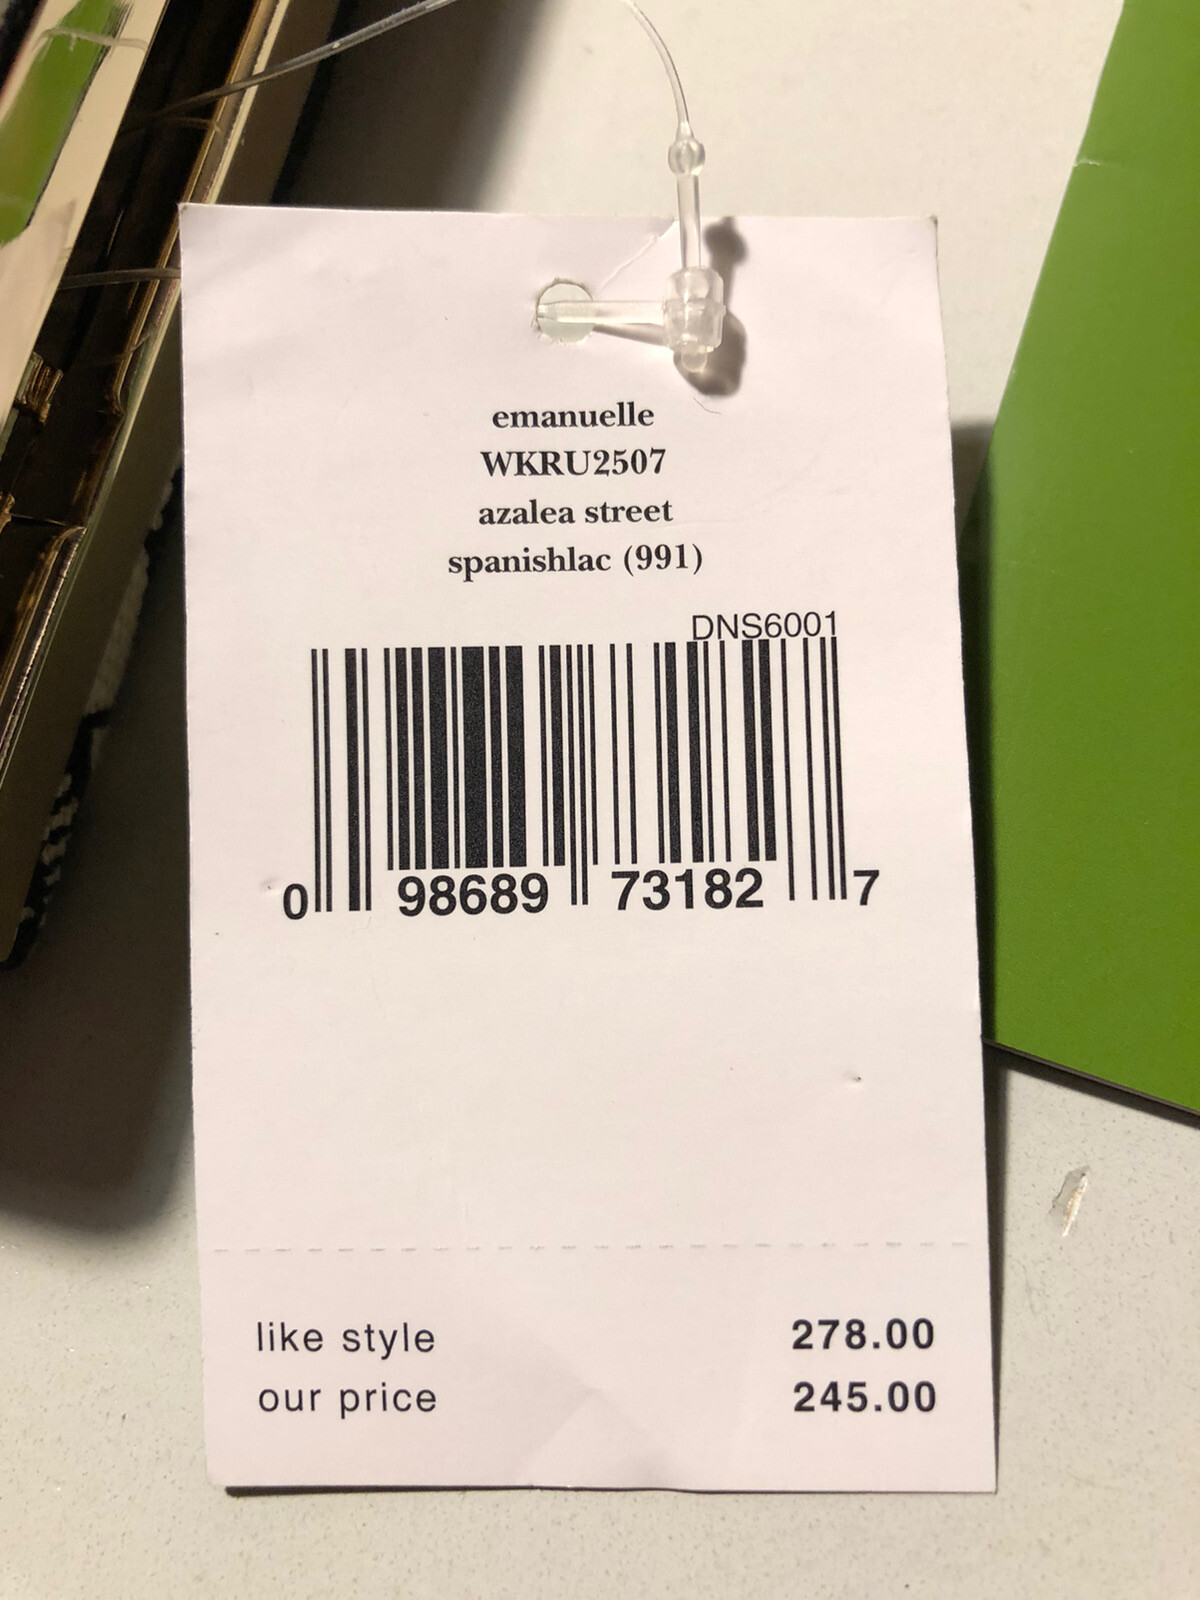 emanuelle
WKRU2507
azalea street
spanishlac (991)
DNS6001
0 98689 73182 7
like style 278.00
our price 245.00